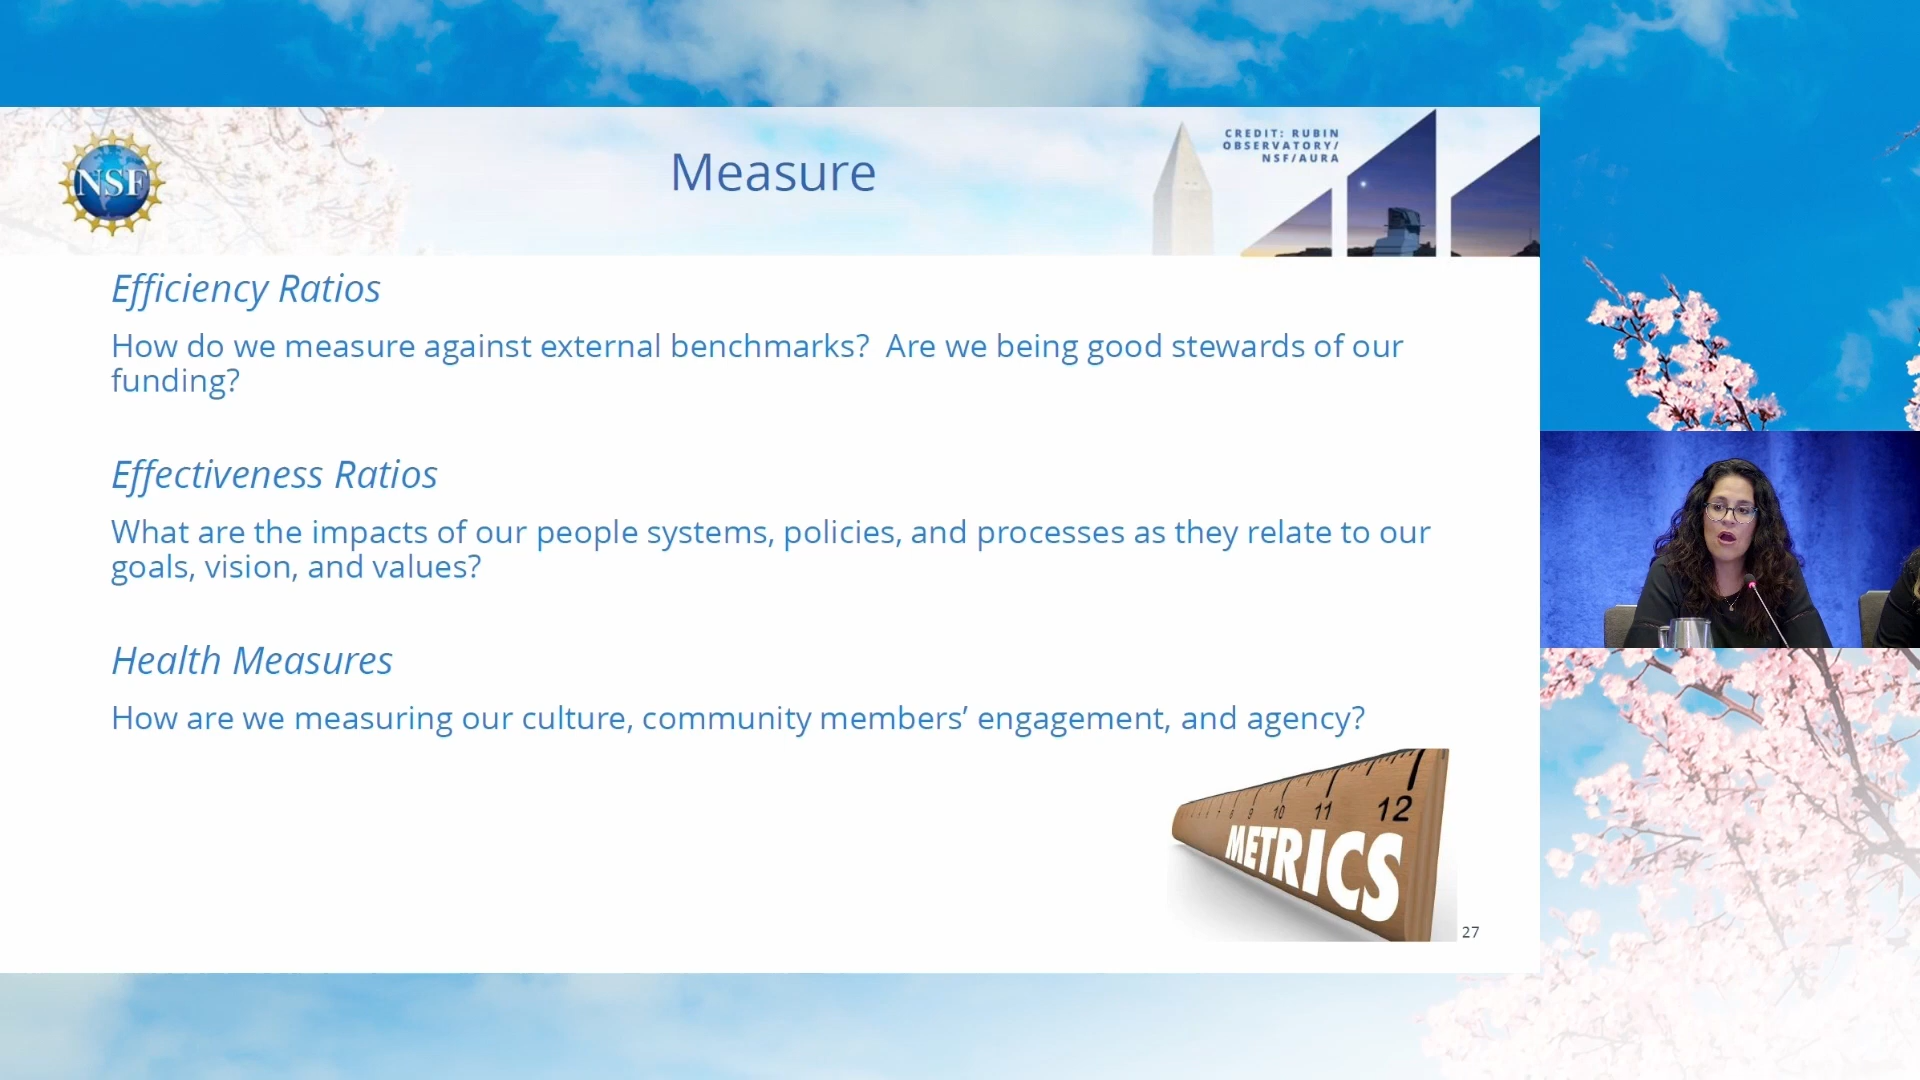 NSF
Measure
CREDIT: RUBIN
OBSERVATORY/
NSF/AURA
Efficiency Ratios
How do we measure against external benchmarks?  Are we being good stewards of our
funding?
Effectiveness Ratios
What are the impacts of our people systems, policies, and processes as they relate to our
goals, vision, and values?
Health Measures
How are we measuring our culture, community members’ engagement, and agency?
9 10 11 12
METRICS
27